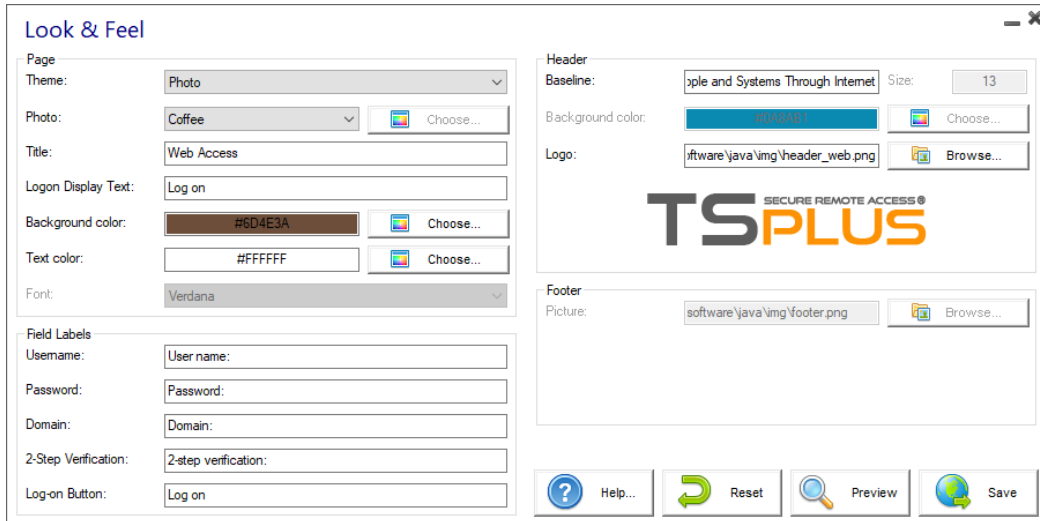 Look & Feel
Page
Theme: Photo
Photo: Coffee Choose...
Title: Web Access
Logon Display Text: Log on
Background color: #6D4E3A Choose...
Text color: #FFFFFF Choose...
Font: Verdana
Field Labels
Username: User name:
Password: Password:
Domain: Domain:
2-Step Verification: 2-step verification:
Log-on Button: Log on
Header
Baseline: ople and Systems Through Internet Size: 13
Background color: Choose...
Logo: oftware\java\img\header_web.png Browse...
TSPLUS
SECURE REMOTE ACCESS®
Footer
Picture: software\java\img\footer.png Browse...
Help... Reset Preview Save